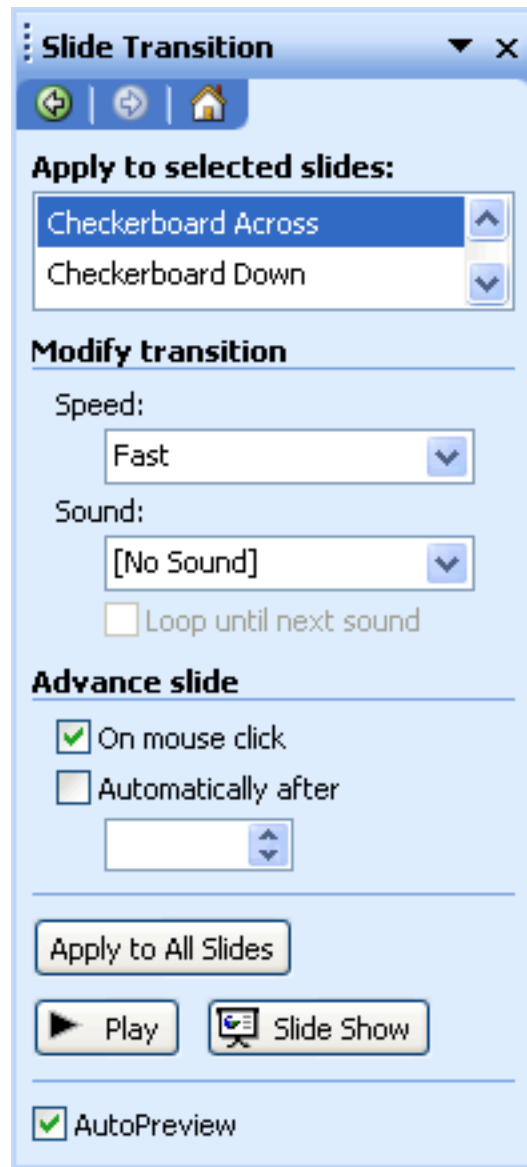 Slide Transition
Apply to selected slides:
Checkerboard Across
Checkerboard Down
Modify transition
Speed:
Fast
Sound:
[No Sound]
Loop until next sound
Advance slide
On mouse click
Automatically after
Apply to All Slides
Play Slide Show
AutoPreview